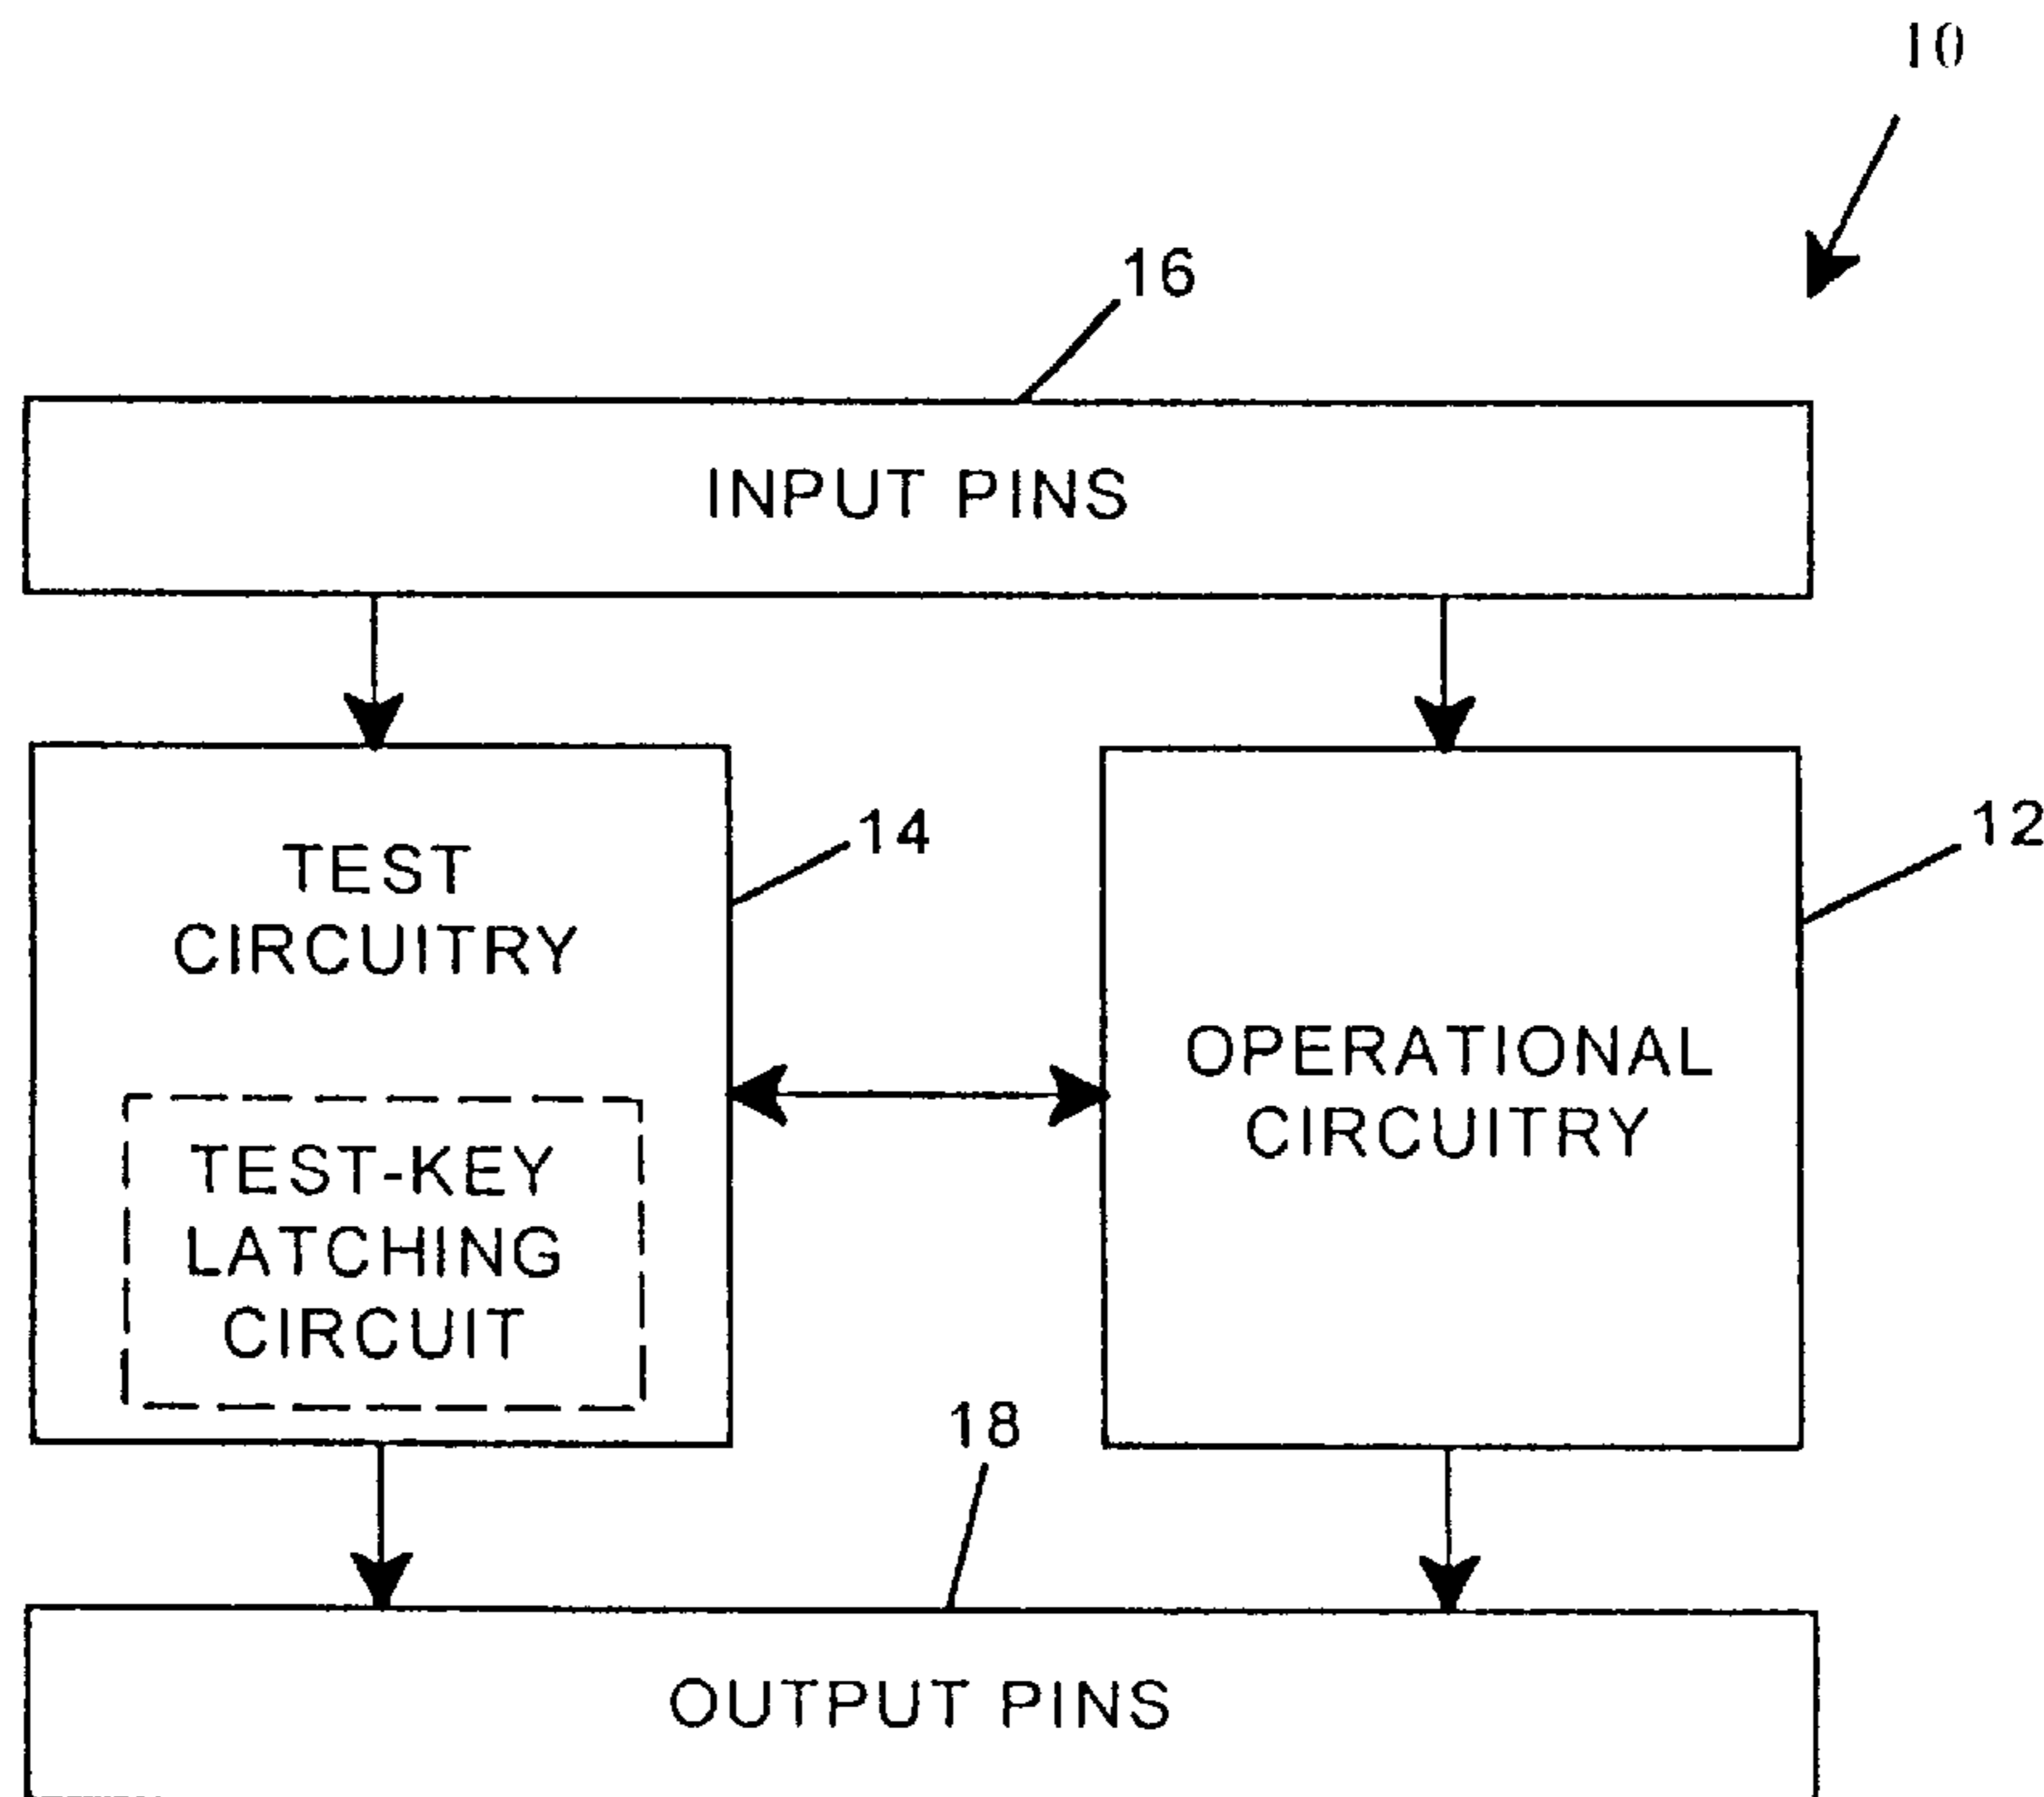 10
16
INPUT PINS
14
12
TEST
CIRCUITRY
OPERATIONAL
CIRCUITRY
TEST-KEY
LATCHING
CIRCUIT
18
OUTPUT PINS